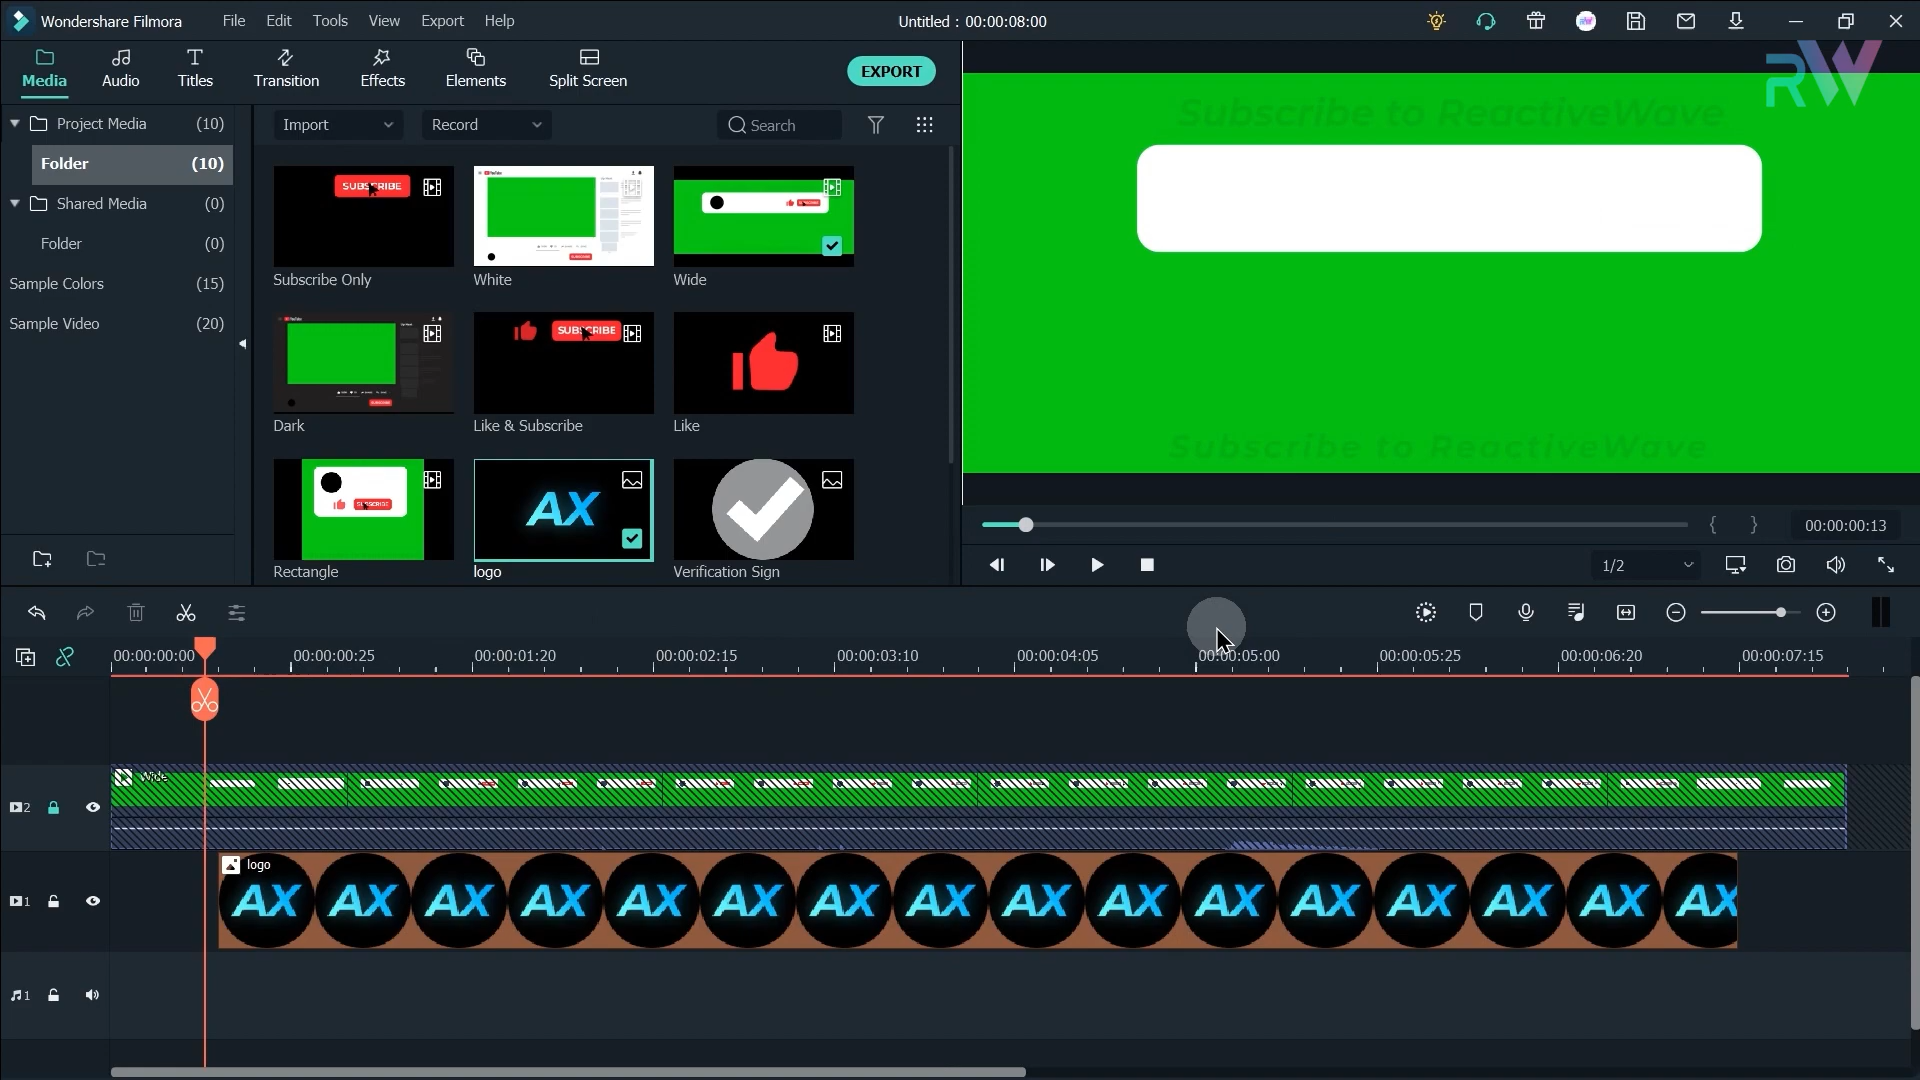 Wondershare Filmora
File Edit Tools View Export Help
Untitled : 00:00:08:00
Media Audio Titles Transition Effects Elements Split Screen
EXPORT
RW
Project Media (10)
Folder (10)
Shared Media (0)
Folder (0)
Sample Colors (15)
Sample Video (20)
Import Record Search
SUBSCRIBE
Subscribe Only White Wide
SUBSCRIBE
Dark Like & Subscribe Like
SUBSCRIBE
AX
Rectangle logo Verification Sign
Subscribe to ReactiveWave
Subscribe to ReactiveWave
{ } 00:00:00:13
1/2
00:00:00:00 00:00:00:25 00:00:01:20 00:00:02:15 00:00:03:10 00:00:04:05 00:00:05:00 00:00:05:25 00:00:06:20 00:00:07:15
2 Wide
1 logo
AX AX AX AX AX AX AX AX AX AX AX AX AX AX AX AX
1